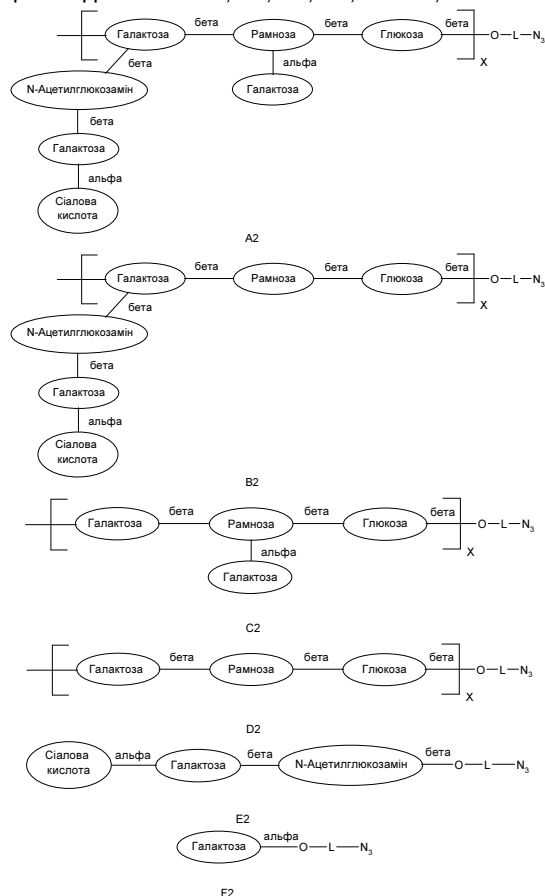 Галактоза бета Рамноза бета Глюкоза бета O—L—N3
X
бета альфа
N-Ацетилглюкозамін Галактоза
бета
Галактоза
альфа
Сіалова
кислота
A2
Галактоза бета Рамноза бета Глюкоза бета O—L—N3
X
бета
N-Ацетилглюкозамін
бета
Галактоза
альфа
Сіалова
кислота
B2
Галактоза бета Рамноза бета Глюкоза бета O—L—N3
X
альфа
Галактоза
C2
Галактоза бета Рамноза бета Глюкоза бета O—L—N3
X
D2
Сіалова
кислота альфа Галактоза бета N-Ацетилглюкозамін бета O—L—N3
E2
Галактоза альфа O—L—N3